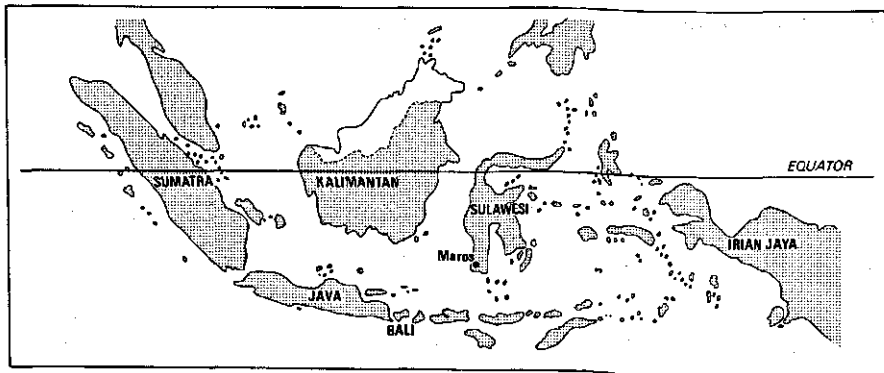 EQUATOR
SUMATRA
KALIMANTAN
SULAWESI
IRIAN JAYA
Maros
JAVA
BALI